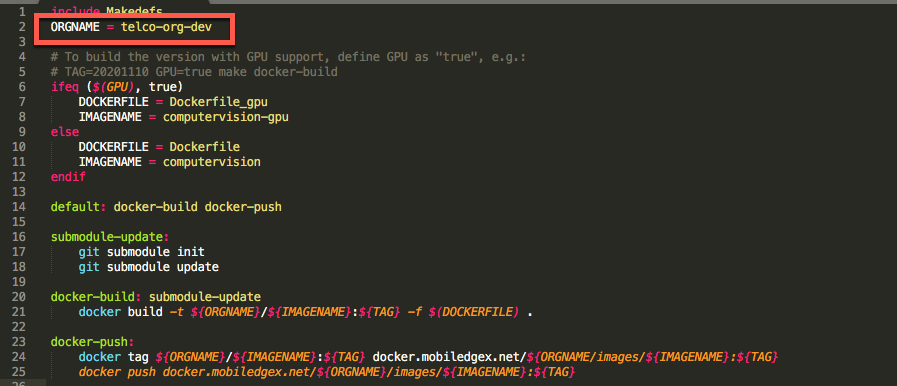 1 include Makedefs
2 ORGNAME = telco-org-dev
3
4 # To build the version with GPU support, define GPU as "true", e.g.:
5 # TAG=20201110 GPU=true make docker-build
6 ifeq ($(GPU), true)
7 DOCKERFILE = Dockerfile_gpu
8 IMAGENAME = computervision-gpu
9 else
10 DOCKERFILE = Dockerfile
11 IMAGENAME = computervision
12 endif
13
14 default: docker-build docker-push
15
16 submodule-update:
17 git submodule init
18 git submodule update
19
20 docker-build: submodule-update
21 docker build -t ${ORGNAME}/${IMAGENAME}:${TAG} -f $(DOCKERFILE) .
22
23 docker-push:
24 docker tag ${ORGNAME}/${IMAGENAME}:${TAG} docker.mobiledgex.net/${ORGNAME/images/${IMAGENAME}:${TAG}
25 docker push docker.mobiledgex.net/${ORGNAME}/images/${IMAGENAME}:${TAG}
26